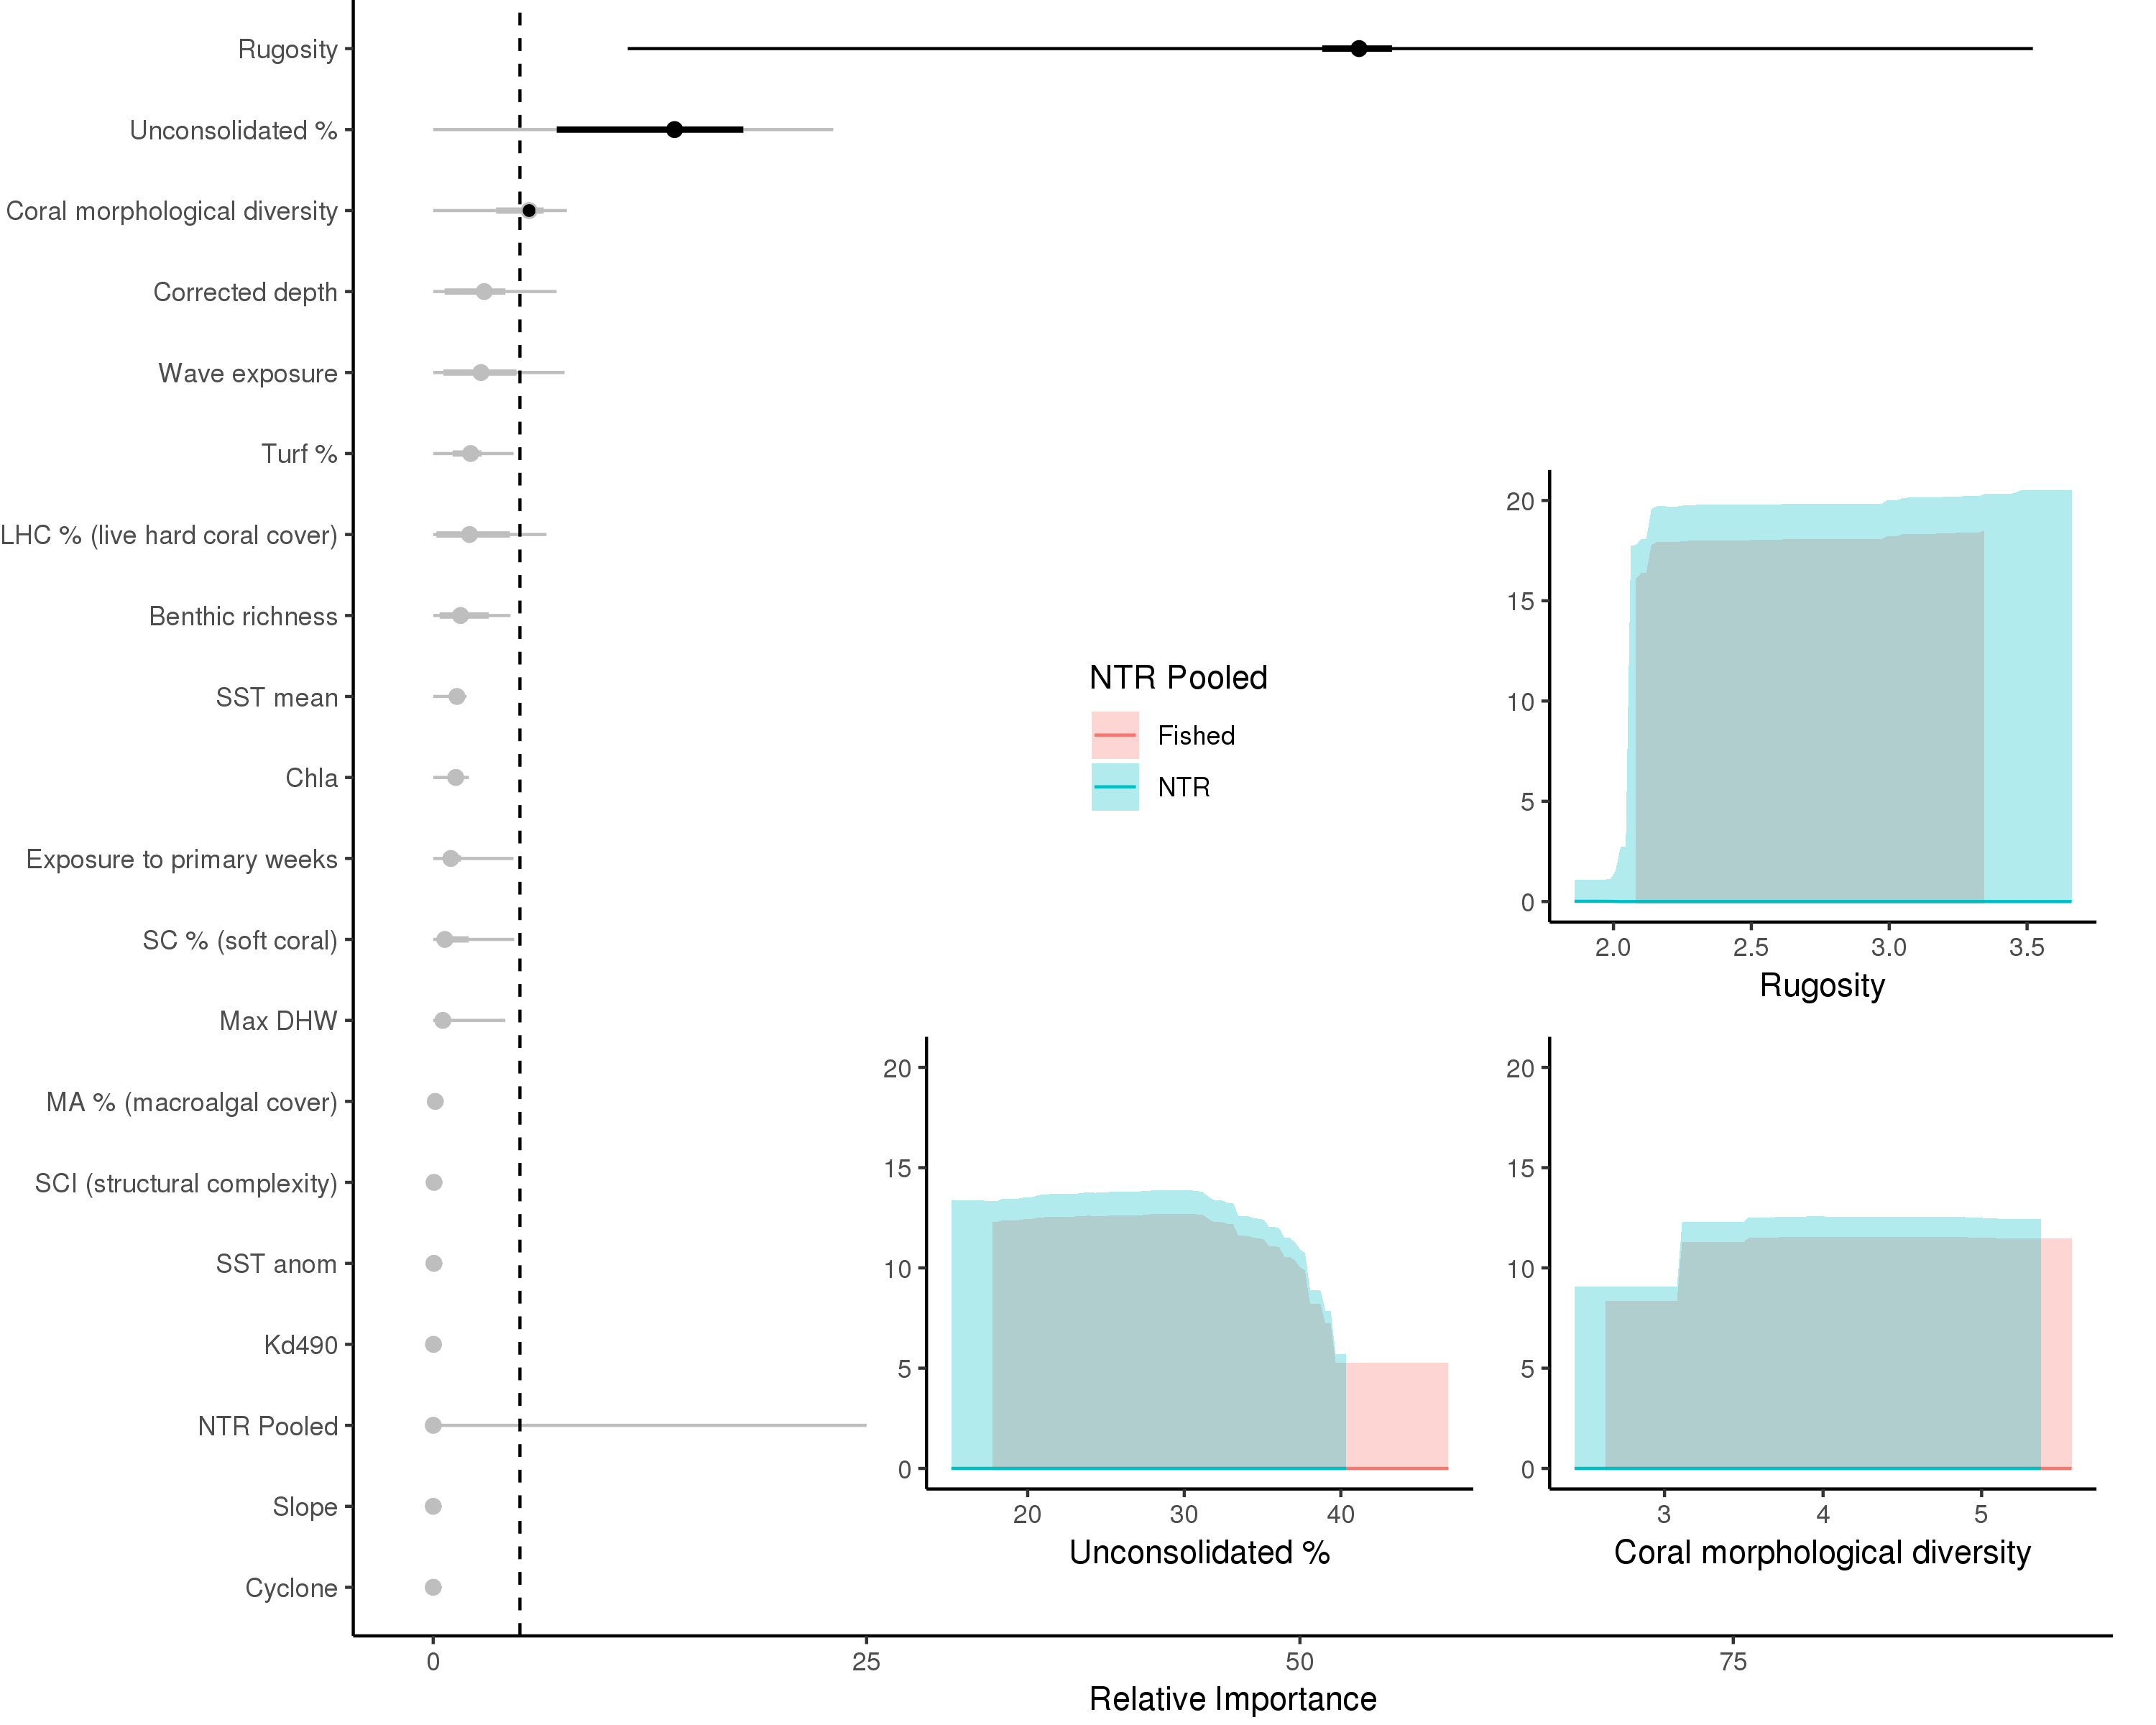 Rugosity
Unconsolidated %
Coral morphological diversity
Corrected depth
Wave exposure
Turf %
LHC % (live hard coral cover)
Benthic richness
SST mean
Chla
Exposure to primary weeks
SC % (soft coral)
Max DHW
MA % (macroalgal cover)
SCI (structural complexity)
SST anom
Kd490
NTR Pooled
Slope
Cyclone
0 25 50 75
Relative Importance
NTR Pooled
Fished
NTR
20
15
10
5
0
2.0 2.5 3.0 3.5
Rugosity
20
15
10
5
0
20 30 40
Unconsolidated %
20
15
10
5
0
3 4 5
Coral morphological diversity